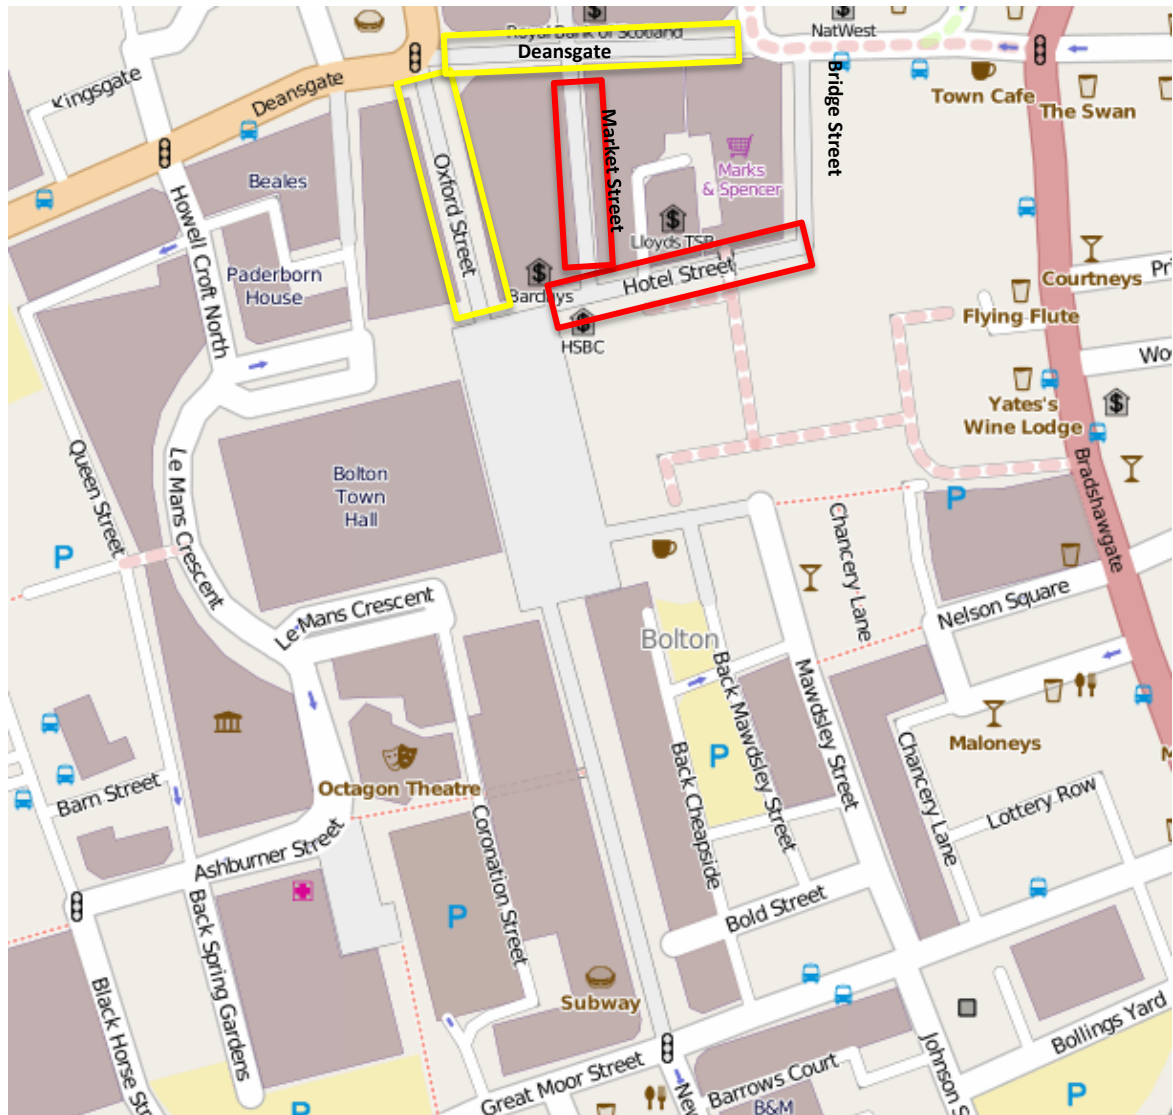 Royal Bank of Scotland
Deansgate
NatWest
Kingsgate
Deansgate
Bridge Street
Town Cafe
The Swan
Market Street
Oxford Street
Marks
& Spencer
Beales
Howell Croft North
Lloyds TSB
Paderborn
House
Barclays
Hotel Street
HSBC
Courtneys
Pri
Flying Flute
Woo
Yates's
Wine Lodge
Queen Street
Le Mans Crescent
Bolton
Town
Hall
P
P
Bradshawgate
Chancery Lane
Le Mans Crescent
Nelson Square
Bolton
Back Mawdsley Street
Mawdsley Street
P
Maloneys
M
Octagon Theatre
Back Cheapside
Chancery Lane
Barn Street
Lottery Row
Ashburner Street
Coronation Street
P
Back Spring Gardens
Bold Street
Subway
Black Horse Str
Johnson S
Bollings Yard
Great Moor Street
New
Barrows Court
P
P
B&M